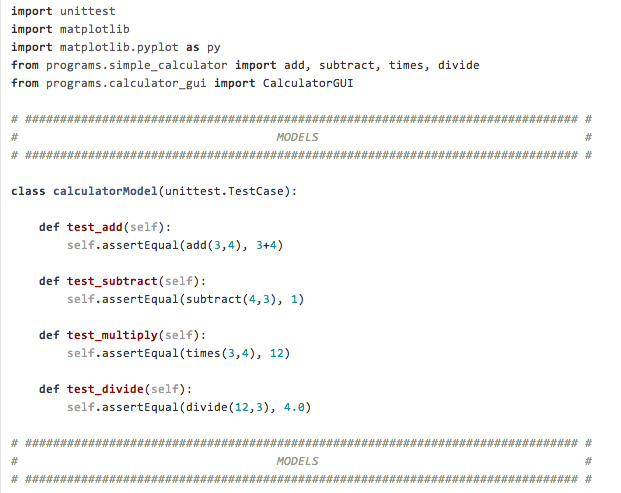 import unittest
import matplotlib
import matplotlib.pyplot as py
from programs.simple_calculator import add, subtract, times, divide
from programs.calculator_gui import CalculatorGUI
# ############################################################################### #
# MODELS #
# ############################################################################### #
class calculatorModel(unittest.TestCase):
def test_add(self):
self.assertEqual(add(3,4), 3+4)
def test_subtract(self):
self.assertEqual(subtract(4,3), 1)
def test_multiply(self):
self.assertEqual(times(3,4), 12)
def test_divide(self):
self.assertEqual(divide(12,3), 4.0)
# ############################################################################### #
# MODELS #
# ############################################################################### #